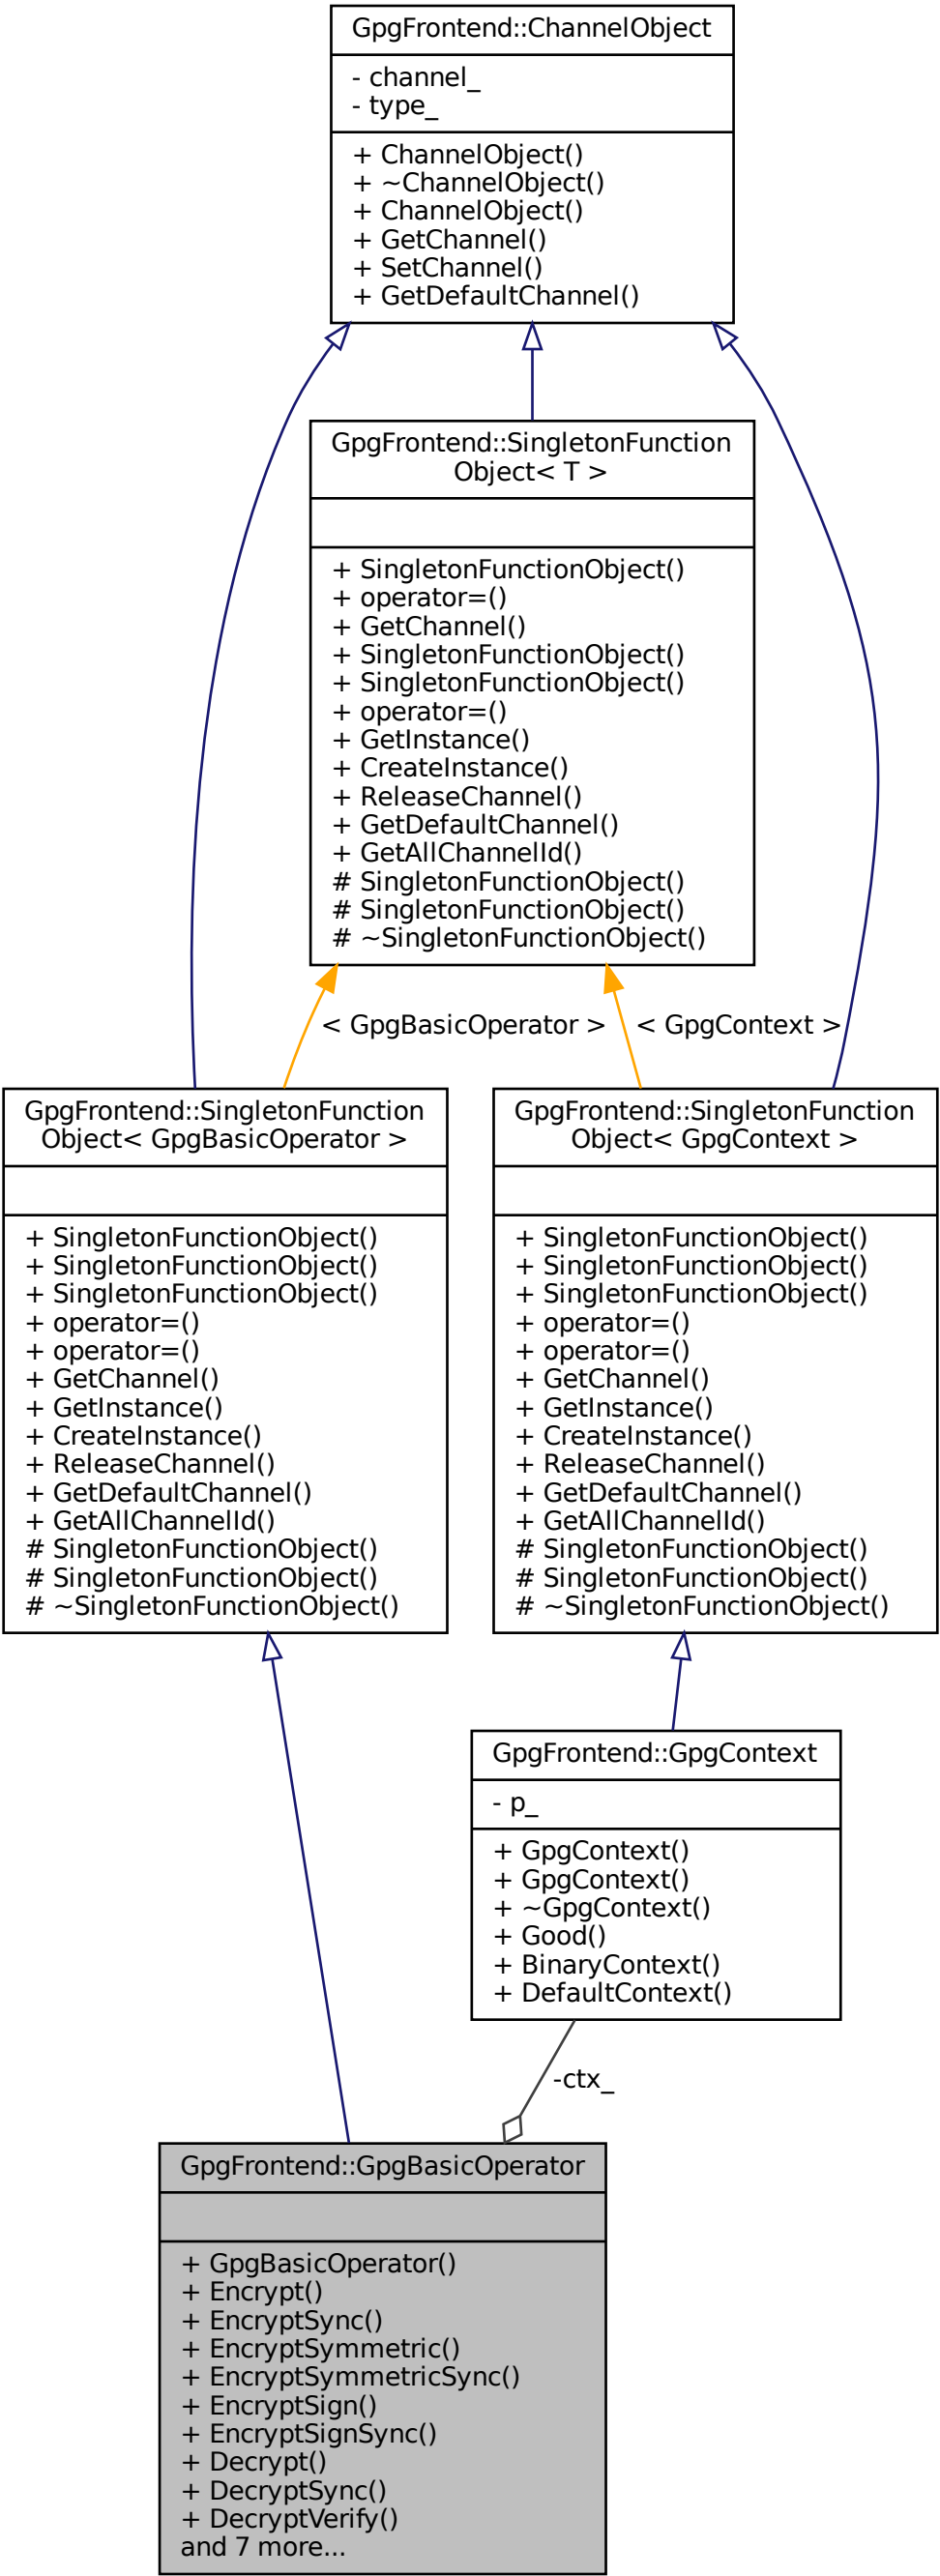 GpgFrontend::ChannelObject
- channel_
- type_
+ ChannelObject()
+ ~ChannelObject()
+ ChannelObject()
+ GetChannel()
+ SetChannel()
+ GetDefaultChannel()
GpgFrontend::SingletonFunction
Object< T >
+ SingletonFunctionObject()
+ operator=()
+ GetChannel()
+ SingletonFunctionObject()
+ SingletonFunctionObject()
+ operator=()
+ GetInstance()
+ CreateInstance()
+ ReleaseChannel()
+ GetDefaultChannel()
+ GetAllChannelId()
# SingletonFunctionObject()
# SingletonFunctionObject()
# ~SingletonFunctionObject()
< GpgBasicOperator >
< GpgContext >
GpgFrontend::SingletonFunction
Object< GpgBasicOperator >
+ SingletonFunctionObject()
+ SingletonFunctionObject()
+ SingletonFunctionObject()
+ operator=()
+ operator=()
+ GetChannel()
+ GetInstance()
+ CreateInstance()
+ ReleaseChannel()
+ GetDefaultChannel()
+ GetAllChannelId()
# SingletonFunctionObject()
# SingletonFunctionObject()
# ~SingletonFunctionObject()
GpgFrontend::SingletonFunction
Object< GpgContext >
+ SingletonFunctionObject()
+ SingletonFunctionObject()
+ SingletonFunctionObject()
+ operator=()
+ operator=()
+ GetChannel()
+ GetInstance()
+ CreateInstance()
+ ReleaseChannel()
+ GetDefaultChannel()
+ GetAllChannelId()
# SingletonFunctionObject()
# SingletonFunctionObject()
# ~SingletonFunctionObject()
GpgFrontend::GpgContext
- p_
+ GpgContext()
+ GpgContext()
+ ~GpgContext()
+ Good()
+ BinaryContext()
+ DefaultContext()
-ctx_
GpgFrontend::GpgBasicOperator
+ GpgBasicOperator()
+ Encrypt()
+ EncryptSync()
+ EncryptSymmetric()
+ EncryptSymmetricSync()
+ EncryptSign()
+ EncryptSignSync()
+ Decrypt()
+ DecryptSync()
+ DecryptVerify()
and 7 more...